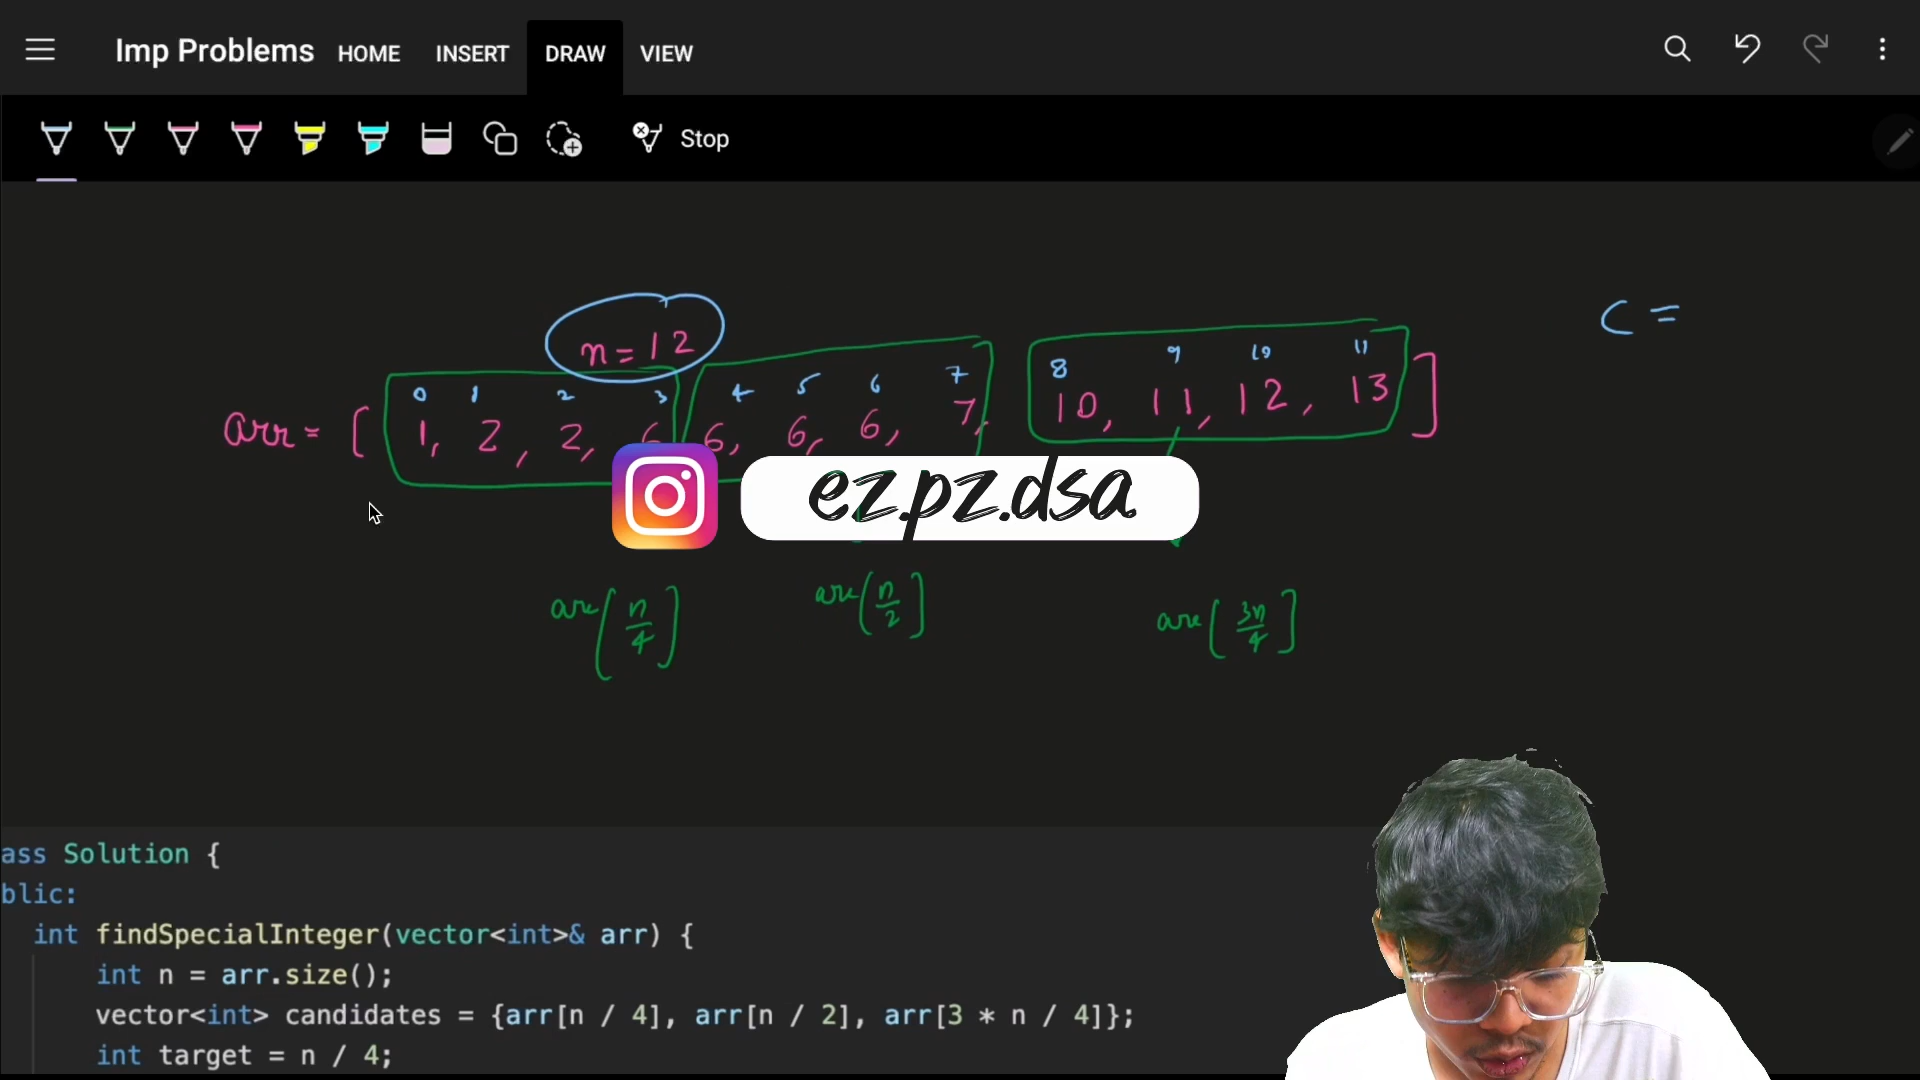 Imp Problems HOME INSERT DRAW VIEW
Stop
n = 12
C =
0 1 2 3 4 5 6 7 8 9 10 11
arr = [ 1, 2, 2, 6 6, 6, 6, 7, 10, 11, 12, 13 ]
ez.pz.dsa
arr[n/4] arr[n/2] arr[3n/4]
ass Solution {
blic:
int findSpecialInteger(vector<int>& arr) {
int n = arr.size();
vector<int> candidates = {arr[n / 4], arr[n / 2], arr[3 * n / 4]};
int target = n / 4;